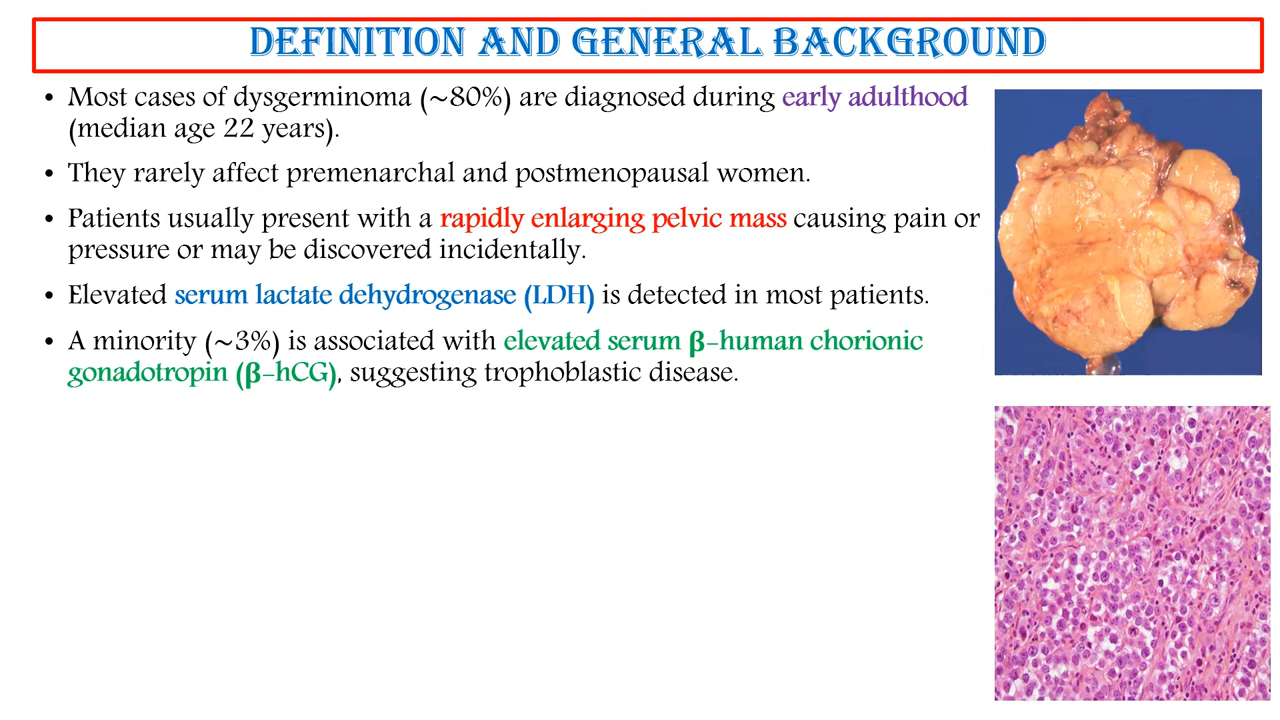 DEFINITION AND GENERAL BACKGROUND
• Most cases of dysgerminoma (~80%) are diagnosed during early adulthood
(median age 22 years).
• They rarely affect premenarchal and postmenopausal women.
• Patients usually present with a rapidly enlarging pelvic mass causing pain or
pressure or may be discovered incidentally.
• Elevated serum lactate dehydrogenase (LDH) is detected in most patients.
• A minority (~3%) is associated with elevated serum β-human chorionic
gonadotropin (β-hCG), suggesting trophoblastic disease.